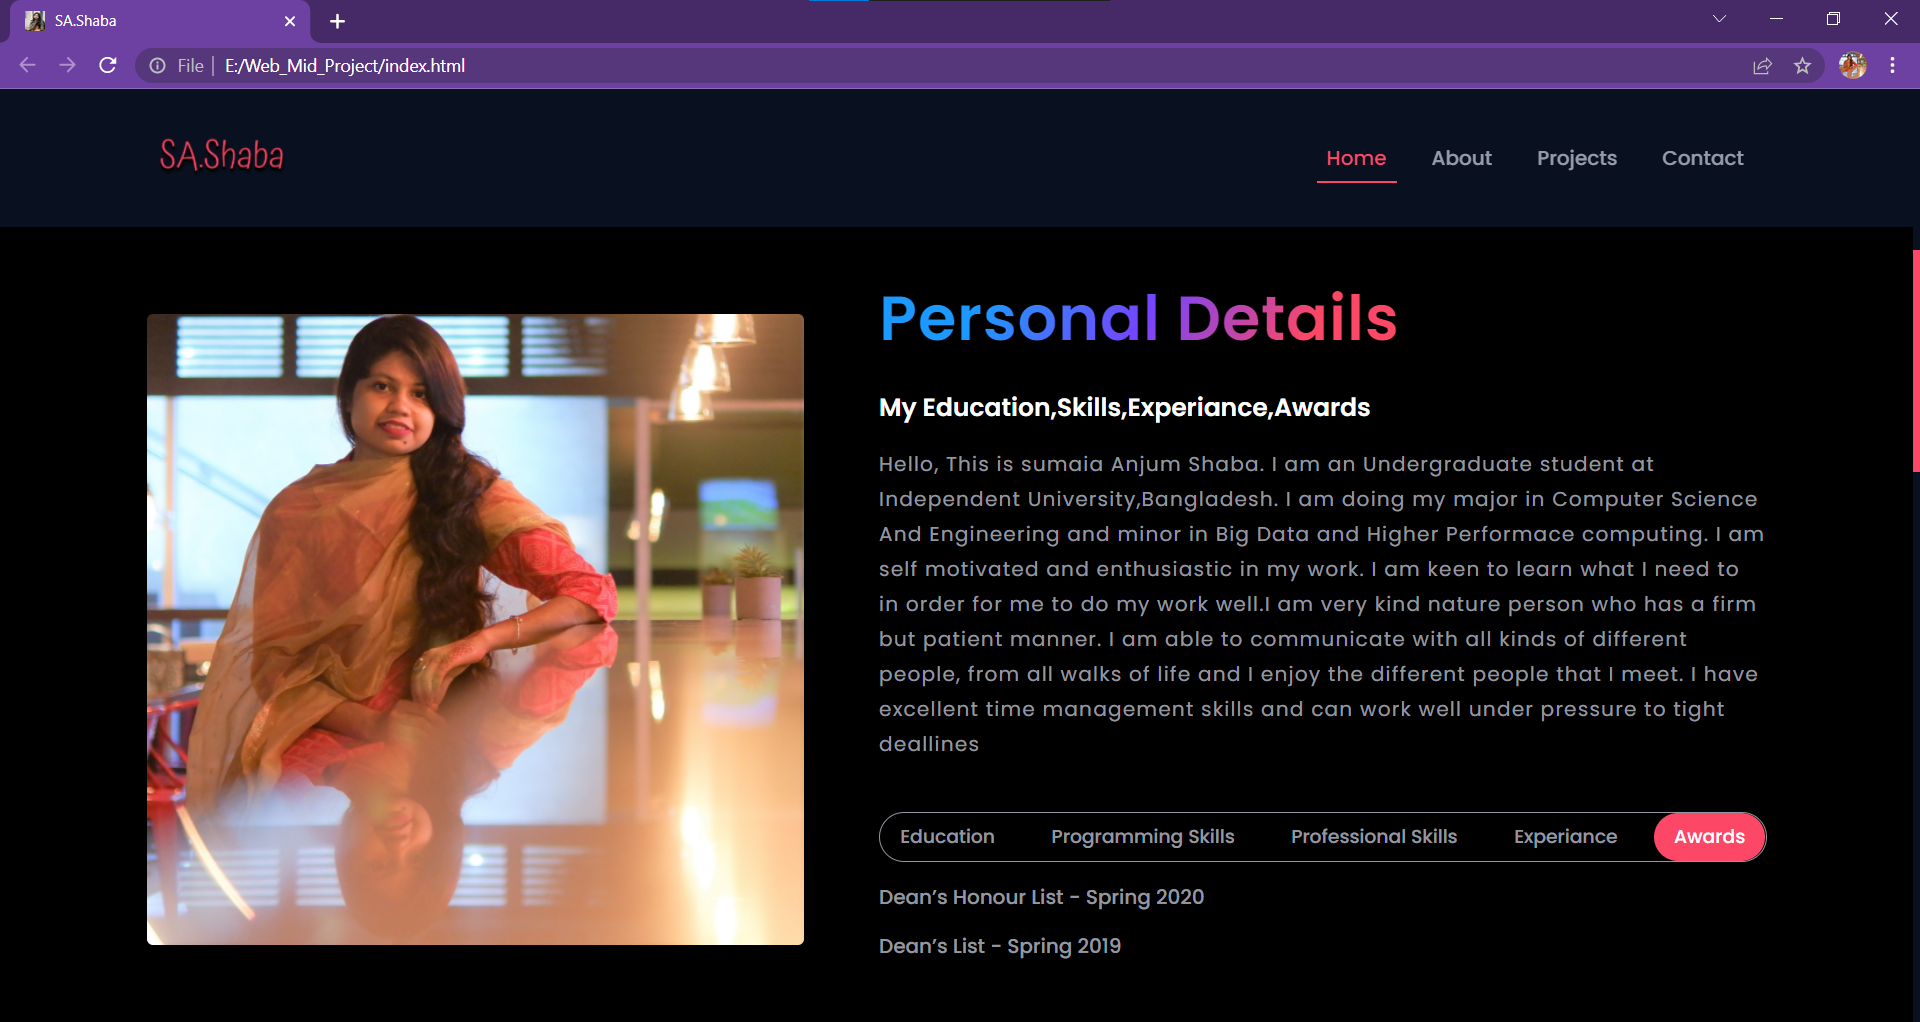 SA.Shaba
File | E:/Web_Mid_Project/index.html
SA.Shaba
Home About Projects Contact
Personal Details
My Education,Skills,Experiance,Awards
Hello, This is sumaia Anjum Shaba. I am an Undergraduate student at
Independent University,Bangladesh. I am doing my major in Computer Science
And Engineering and minor in Big Data and Higher Performace computing. I am
self motivated and enthusiastic in my work. I am keen to learn what I need to
in order for me to do my work well.I am very kind nature person who has a firm
but patient manner. I am able to communicate with all kinds of different
people, from all walks of life and I enjoy the different people that I meet. I have
excellent time management skills and can work well under pressure to tight
deallines
Education Programming Skills Professional Skills Experiance Awards
Dean’s Honour List - Spring 2020
Dean’s List - Spring 2019